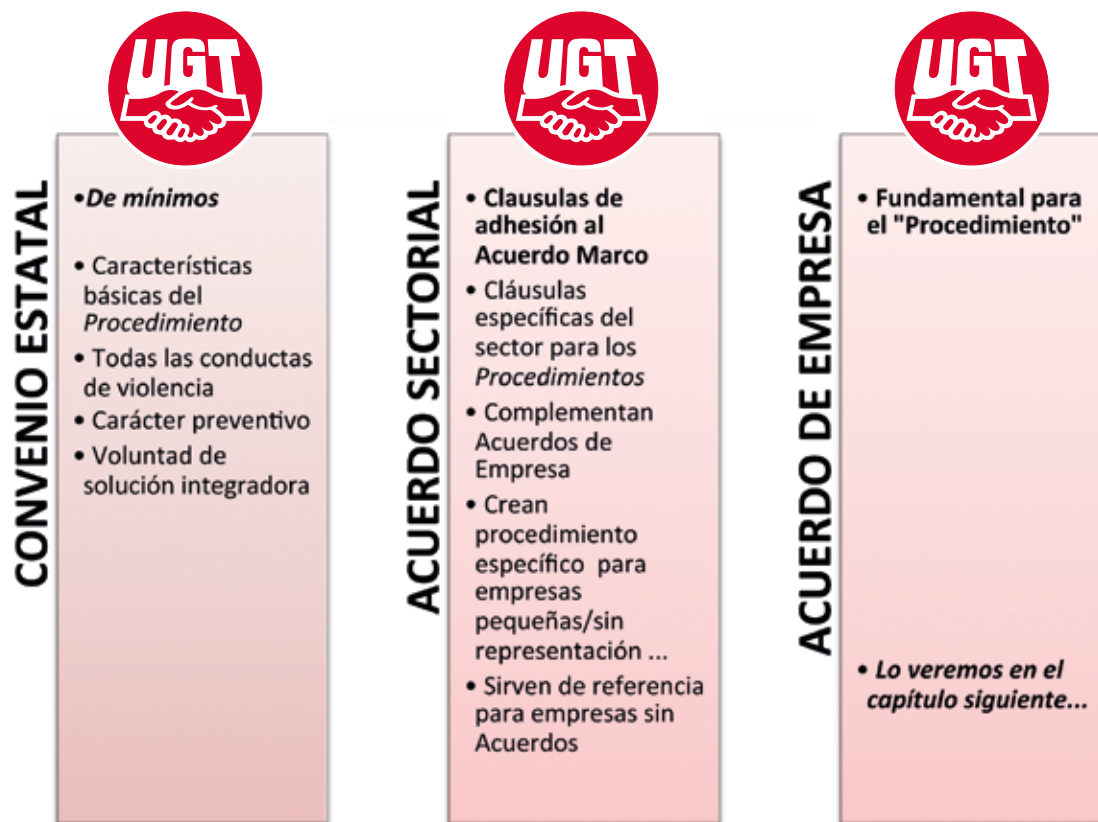 UGT
CONVENIO ESTATAL
•De mínimos
• Características
básicas del
Procedimiento
• Todas las conductas
de violencia
• Carácter preventivo
• Voluntad de
solución integradora
UGT
ACUERDO SECTORIAL
• Clausulas de
adhesión al
Acuerdo Marco
• Cláusulas
específicas del
sector para los
Procedimientos
• Complementan
Acuerdos de
Empresa
• Crean
procedimiento
específico para
empresas
pequeñas/sin
representación ...
• Sirven de referencia
para empresas sin
Acuerdos
UGT
ACUERDO DE EMPRESA
• Fundamental para
el "Procedimiento"
• Lo veremos en el
capítulo siguiente...